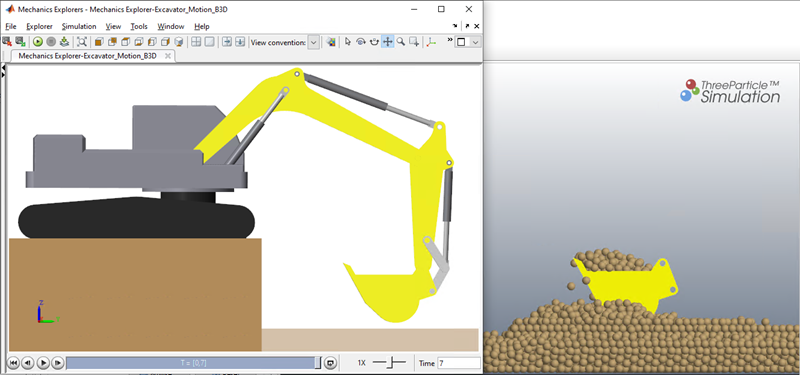 Mechanics Explorers - Mechanics Explorer-Excavator_Motion_B3D
File Explorer Simulation View Tools Window Help
View convention:
Mechanics Explorer-Excavator_Motion_B3D
ThreeParticle™
Simulation
Z
T = [0,7]
1X
Time 7